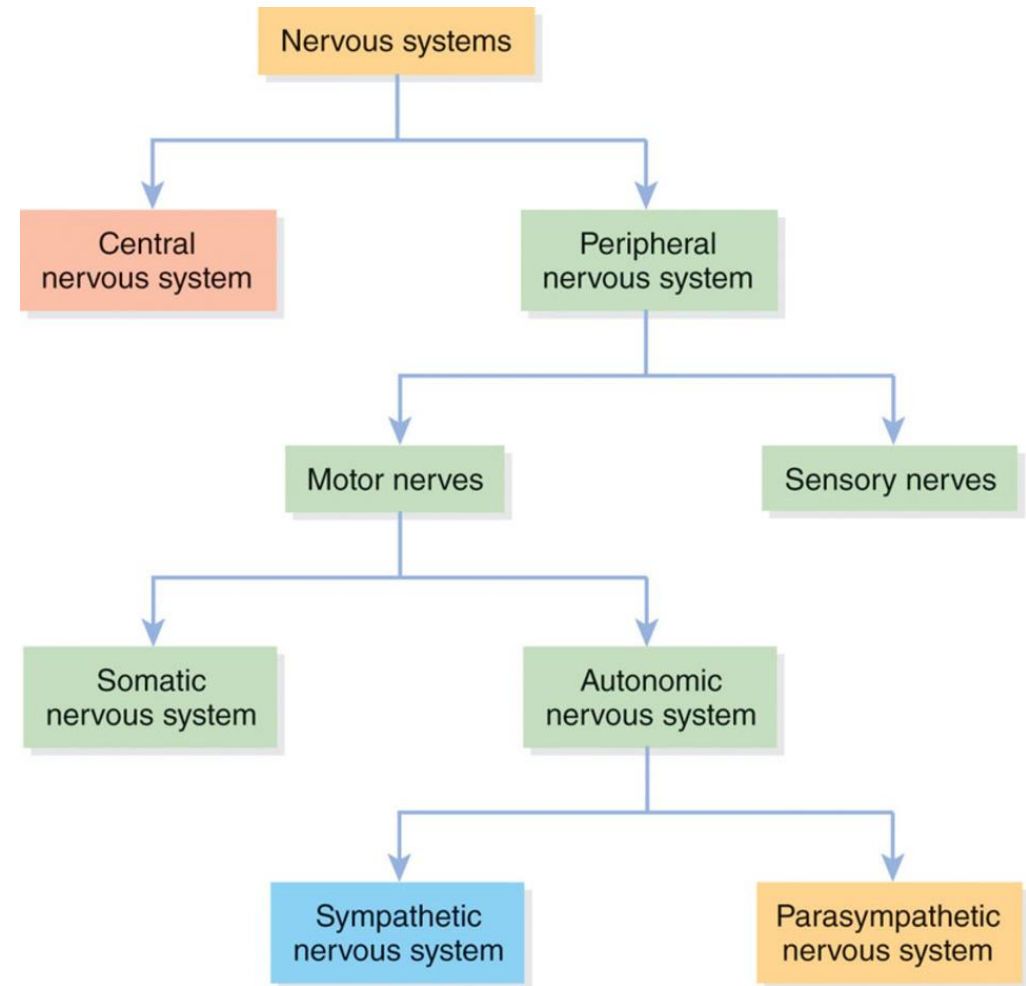 Nervous systems
Central
nervous system
Peripheral
nervous system
Motor nerves
Sensory nerves
Somatic
nervous system
Autonomic
nervous system
Sympathetic
nervous system
Parasympathetic
nervous system